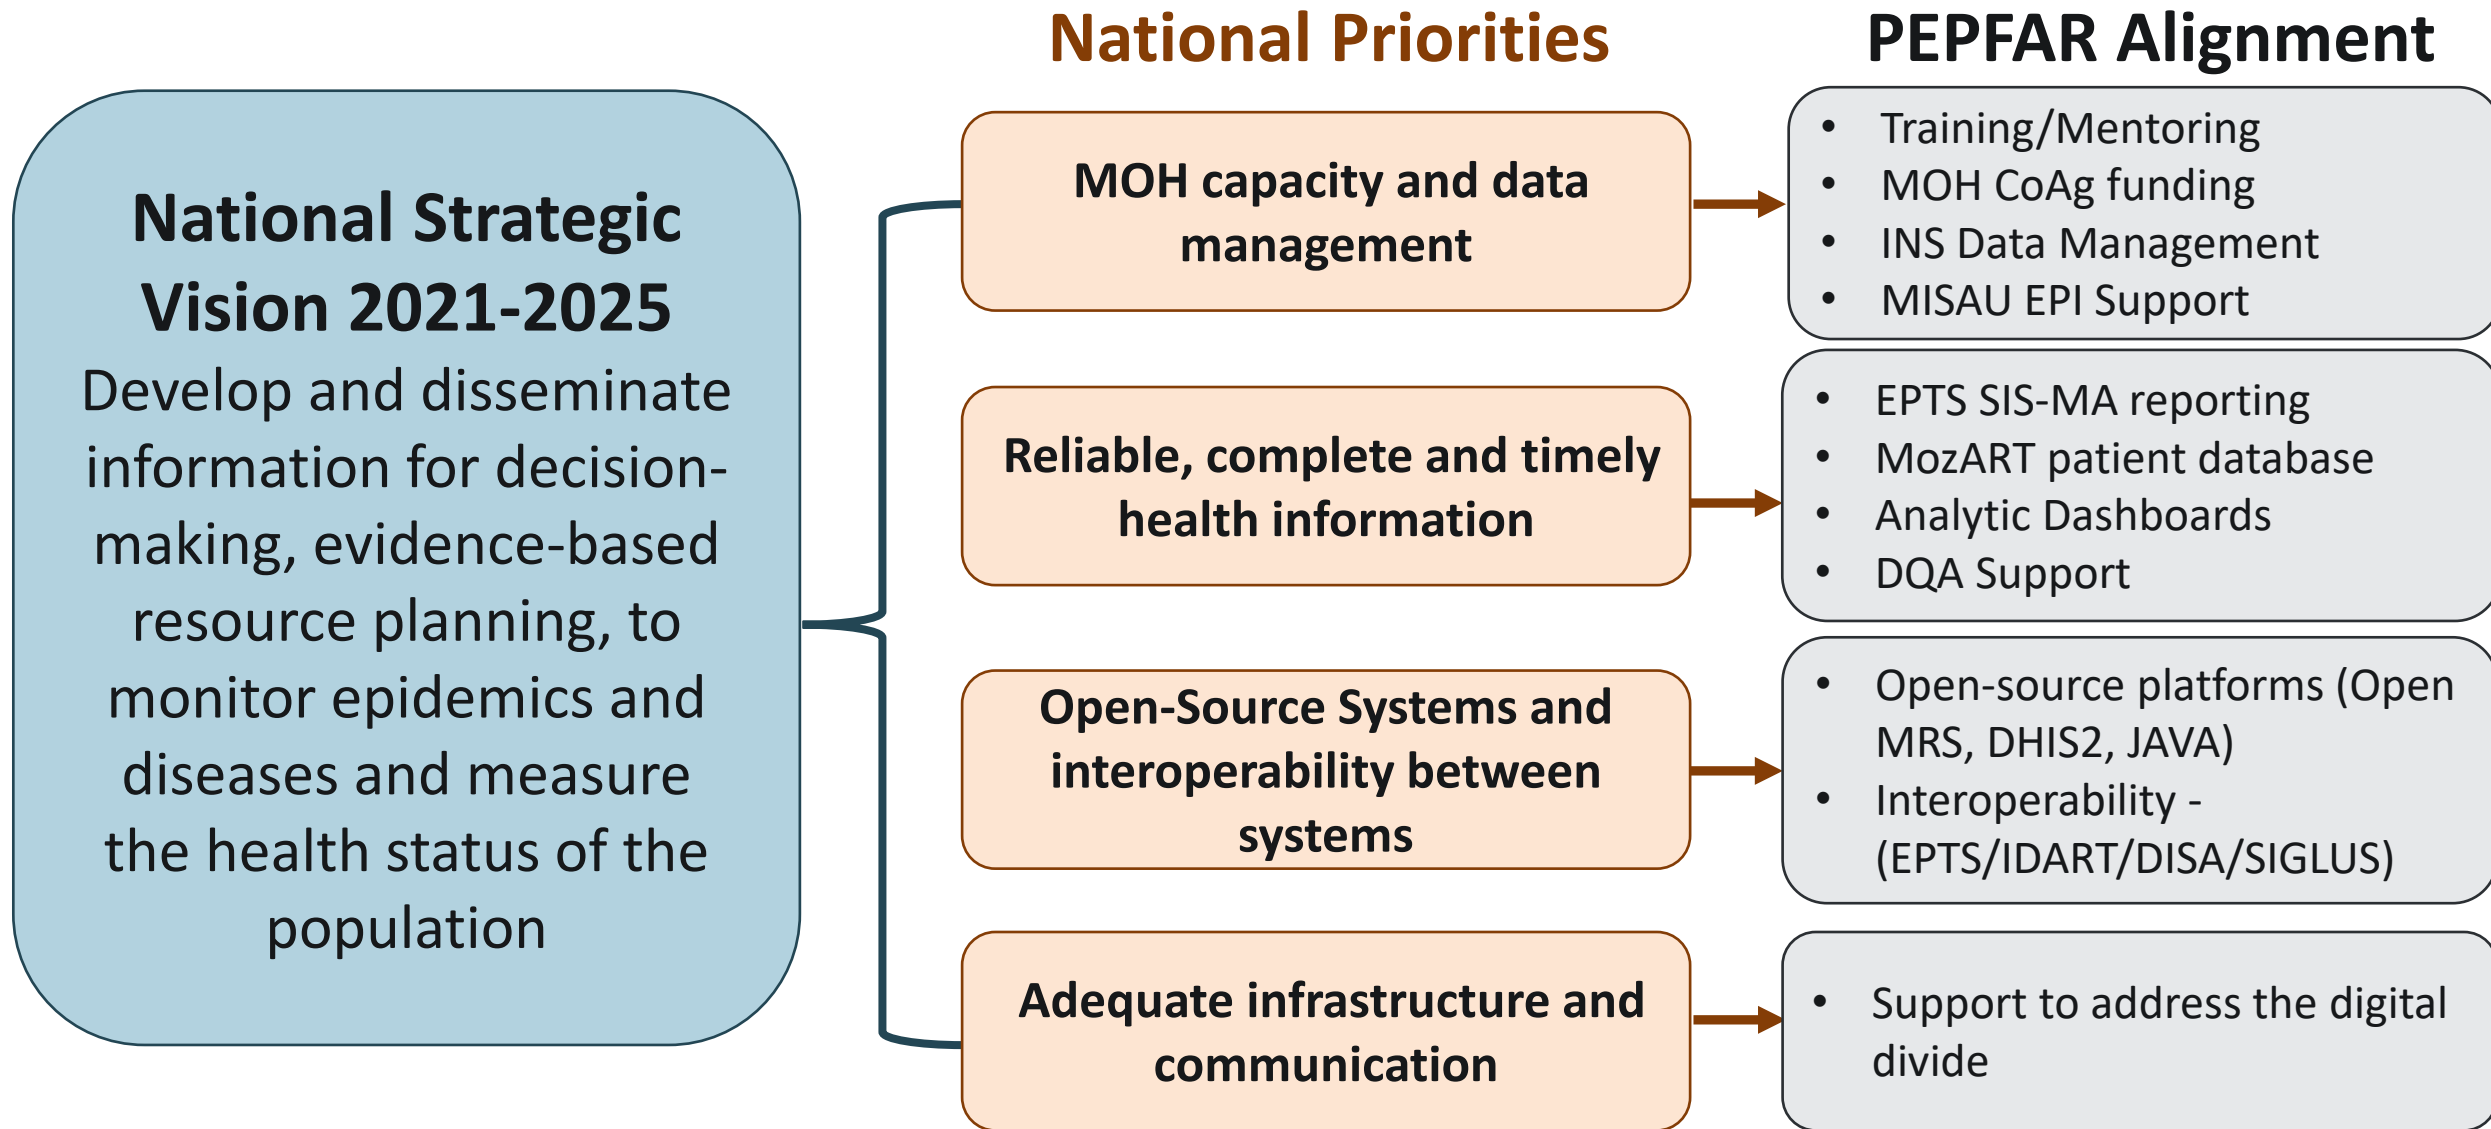 National Priorities
PEPFAR Alignment
National Strategic
Vision 2021-2025
Develop and disseminate
information for decision-
making, evidence-based
resource planning, to
monitor epidemics and
diseases and measure
the health status of the
population
MOH capacity and data
management
• Training/Mentoring
• MOH CoAg funding
• INS Data Management
• MISAU EPI Support
Reliable, complete and timely
health information
• EPTS SIS-MA reporting
• MozART patient database
• Analytic Dashboards
• DQA Support
Open-Source Systems and
interoperability between
systems
• Open-source platforms (Open
MRS, DHIS2, JAVA)
• Interoperability -
(EPTS/IDART/DISA/SIGLUS)
Adequate infrastructure and
communication
• Support to address the digital
divide